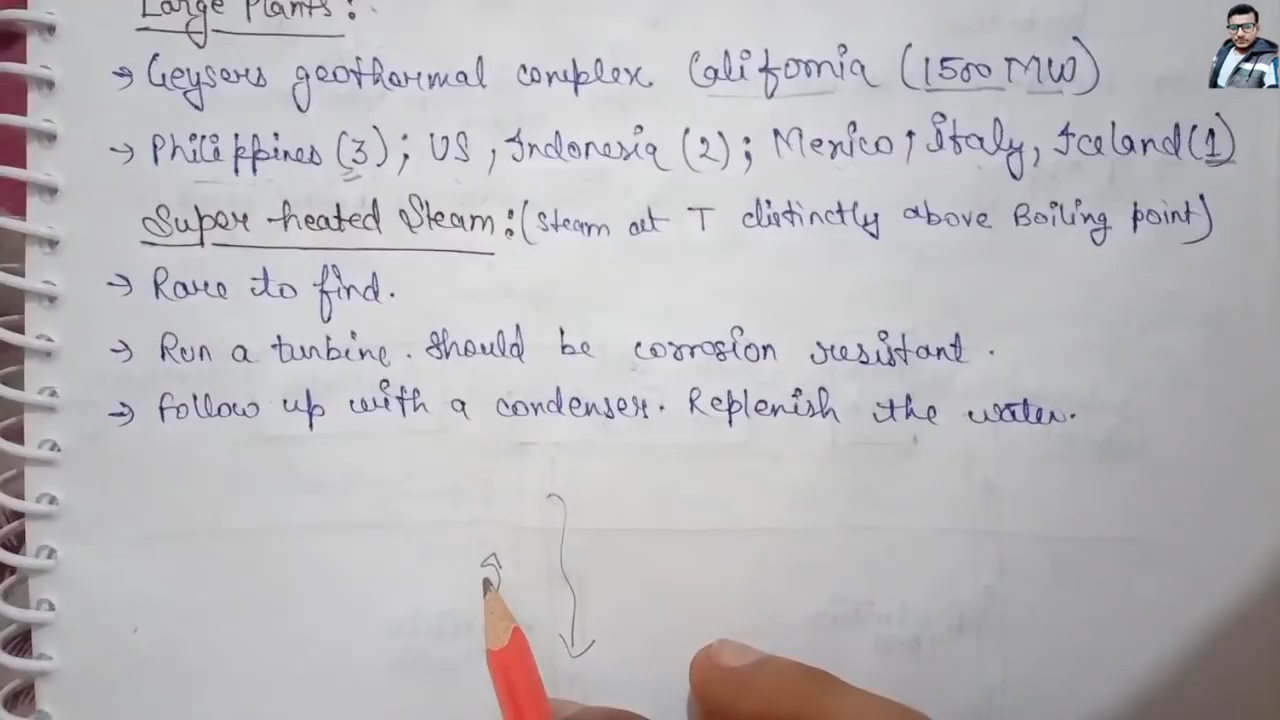 Large Plants:
→ Geysers geothermal complex California (1500 MW)
→ Philippines (3); US, Indonesia (2); Mexico, Italy, Iceland (1)
Super heated Steam: (Steam at T distinctly above Boiling point)
→ Rare to find.
→ Run a turbine. Should be corrosion resistant.
→ Follow up with a condenser. Replenish the water.